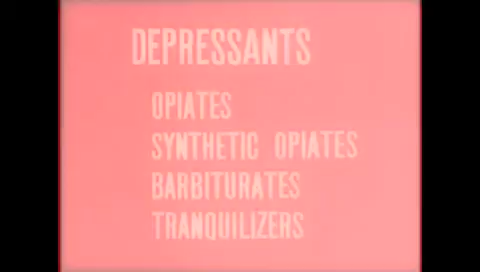 DEPRESSANTS
OPIATES
SYNTHETIC OPIATES
BARBITURATES
TRANQUILIZERS